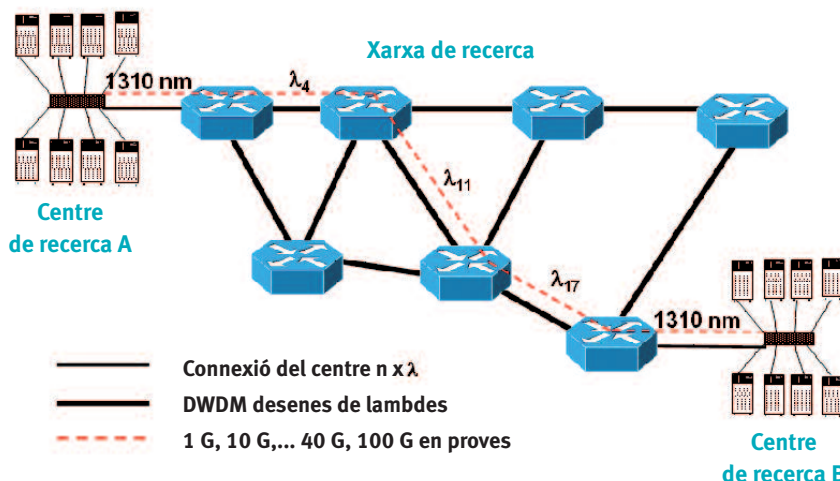 Xarxa de recerca
1310 nm
λ4
Centre
de recerca A
λ11
λ17
1310 nm
Connexió del centre n x λ
DWDM desenes de lambdes
1 G, 10 G,... 40 G, 100 G en proves
Centre
de recerca B